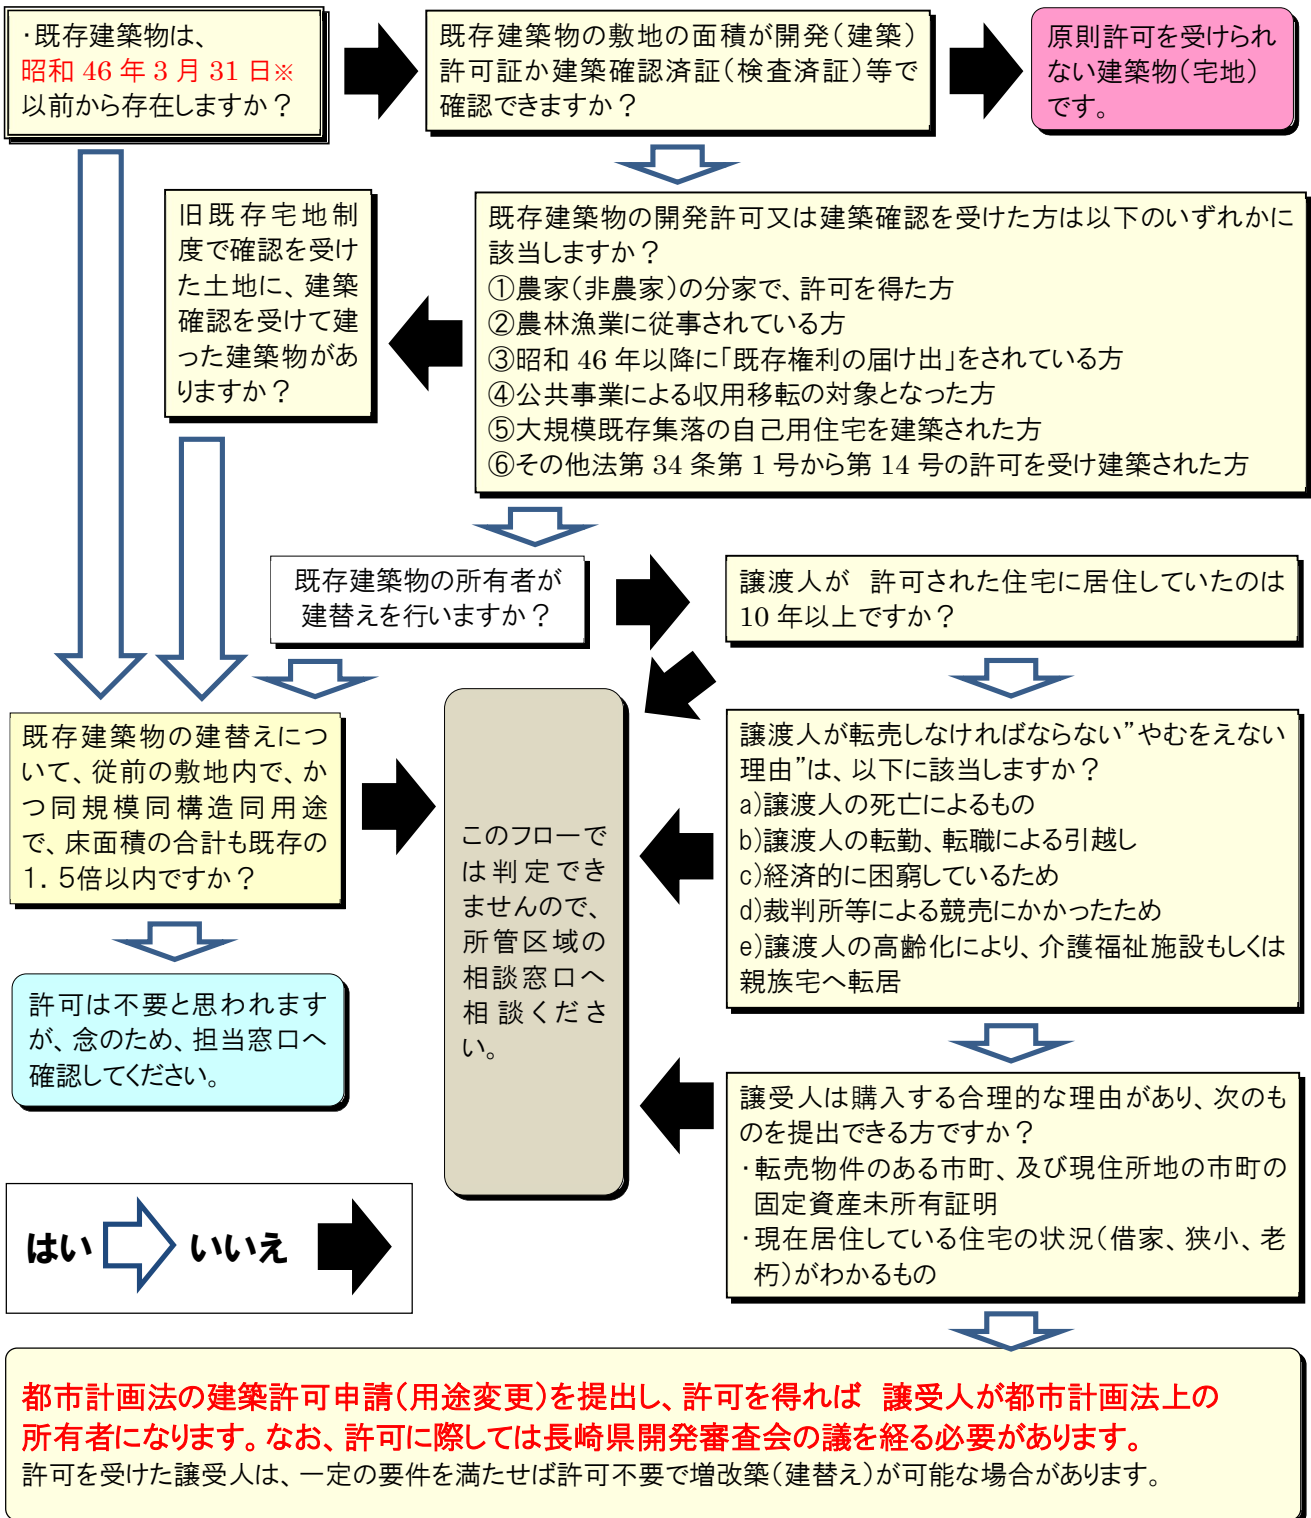 ・既存建築物は、
昭和 46 年 3 月 31 日※
以前から存在しますか？
既存建築物の敷地の面積が開発（建築）
許可証か建築確認済証（検査済証）等で
確認できますか？
原則許可を受けられ
ない建築物（宅地）
です。
旧既存宅地制
度で確認を受け
た土地に、建築
確認を受けて建
った建築物があ
りますか？
既存建築物の開発許可又は建築確認を受けた方は以下のいずれかに
該当しますか？
①農家（非農家）の分家で、許可を得た方
②農林漁業に従事されている方
③昭和 46 年以降に「既存権利の届け出」をされている方
④公共事業による収用移転の対象となった方
⑤大規模既存集落の自己用住宅を建築された方
⑥その他法第 34 条第 1 号から第 14 号の許可を受け建築された方
既存建築物の所有者が
建替えを行いますか？
譲渡人が 許可された住宅に居住していたのは
10 年以上ですか？
既存建築物の建替えにつ
いて、従前の敷地内で、か
つ同規模同構造同用途
で、床面積の合計も既存の
１．５倍以内ですか？
このフローで
は判定でき
ませんので、
所管区域の
相談窓口へ
相談くださ
い。
譲渡人が転売しなければならない”やむをえない
理由”は、以下に該当しますか？
a)譲渡人の死亡によるもの
b)譲渡人の転勤、転職による引越し
c)経済的に困窮しているため
d)裁判所等による競売にかかったため
e)譲渡人の高齢化により、介護福祉施設もしくは
親族宅へ転居
許可は不要と思われます
が、念のため、担当窓口へ
確認してください。
譲受人は購入する合理的な理由があり、次のも
のを提出できる方ですか？
・転売物件のある市町、及び現住所地の市町の
固定資産未所有証明
・現在居住している住宅の状況（借家、狭小、老
朽）がわかるもの
はい いいえ
都市計画法の建築許可申請（用途変更）を提出し、許可を得れば 譲受人が都市計画法上の
所有者になります。なお、許可に際しては長崎県開発審査会の議を経る必要があります。
許可を受けた譲受人は、一定の要件を満たせば許可不要で増改築（建替え）が可能な場合があります。